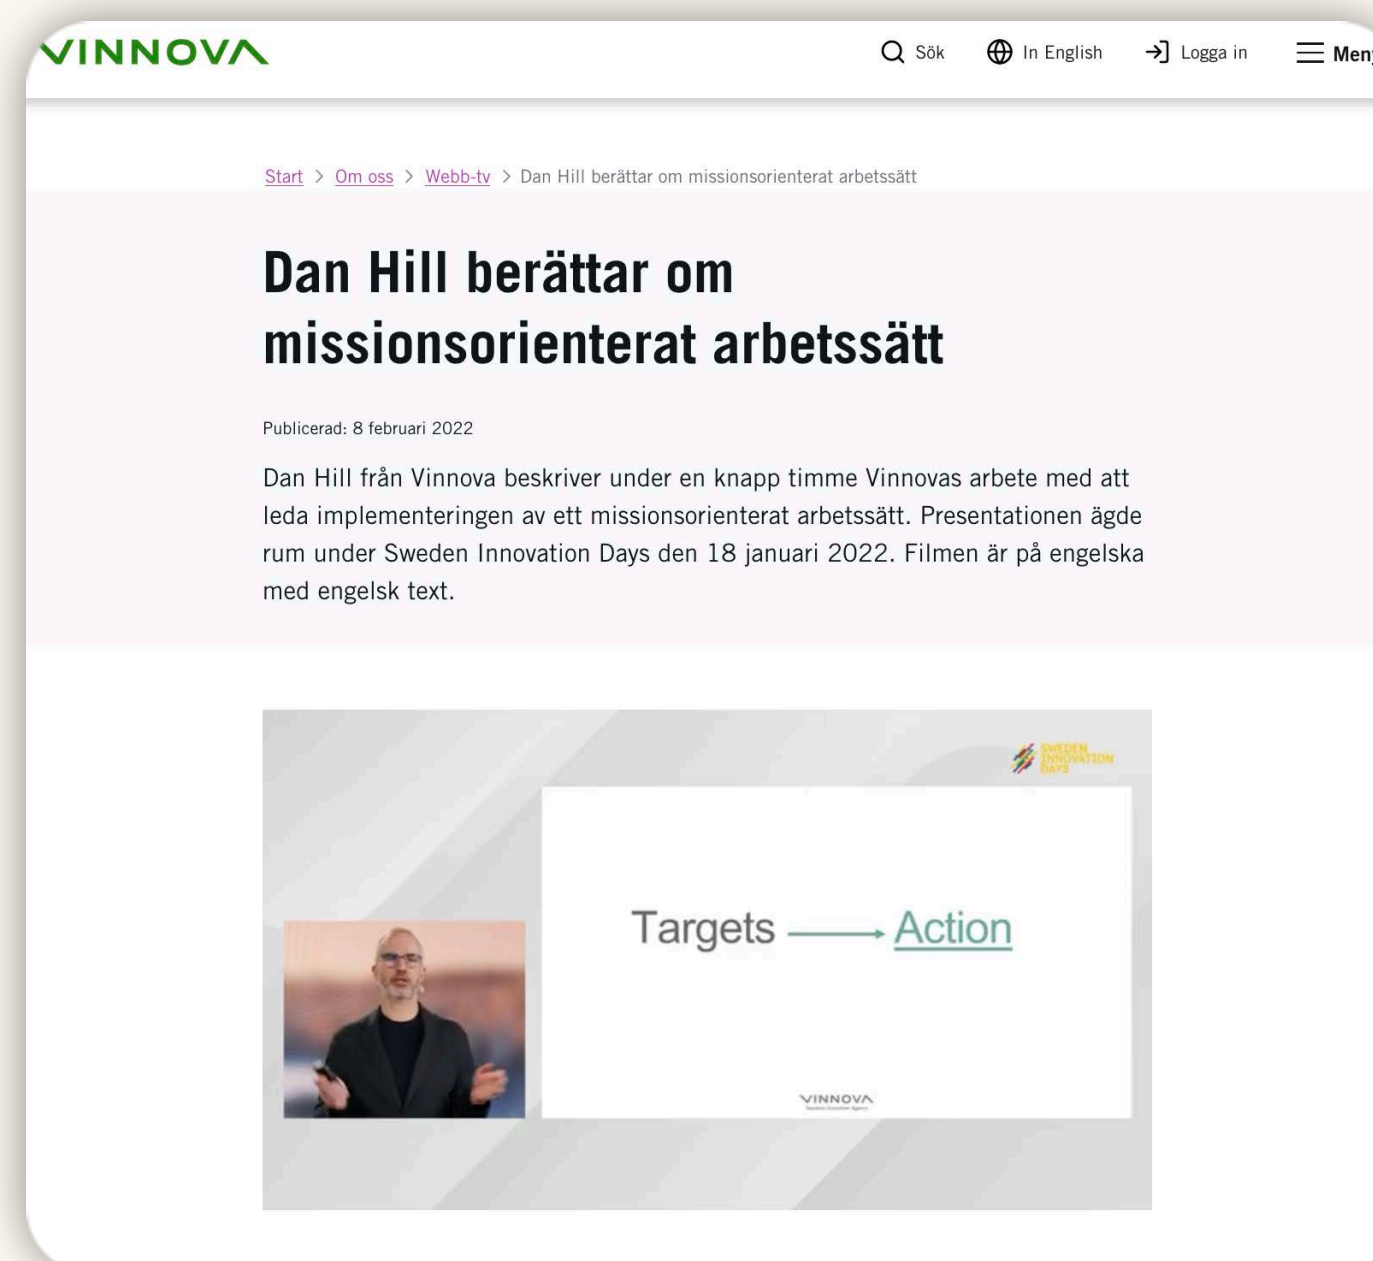 VINNOVA
Sök
In English
Logga in
Meny
Start > Om oss > Webb-tv > Dan Hill berättar om missionsorienterat arbetssätt
Dan Hill berättar om
missionsorienterat arbetssätt
Publicerad: 8 februari 2022
Dan Hill från Vinnova beskriver under en knapp timme Vinnovas arbete med att
leda implementeringen av ett missionsorienterat arbetssätt. Presentationen ägde
rum under Sweden Innovation Days den 18 januari 2022. Filmen är på engelska
med engelsk text.
SWEDEN
INNOVATION
DAYS
Targets → Action
VINNOVA